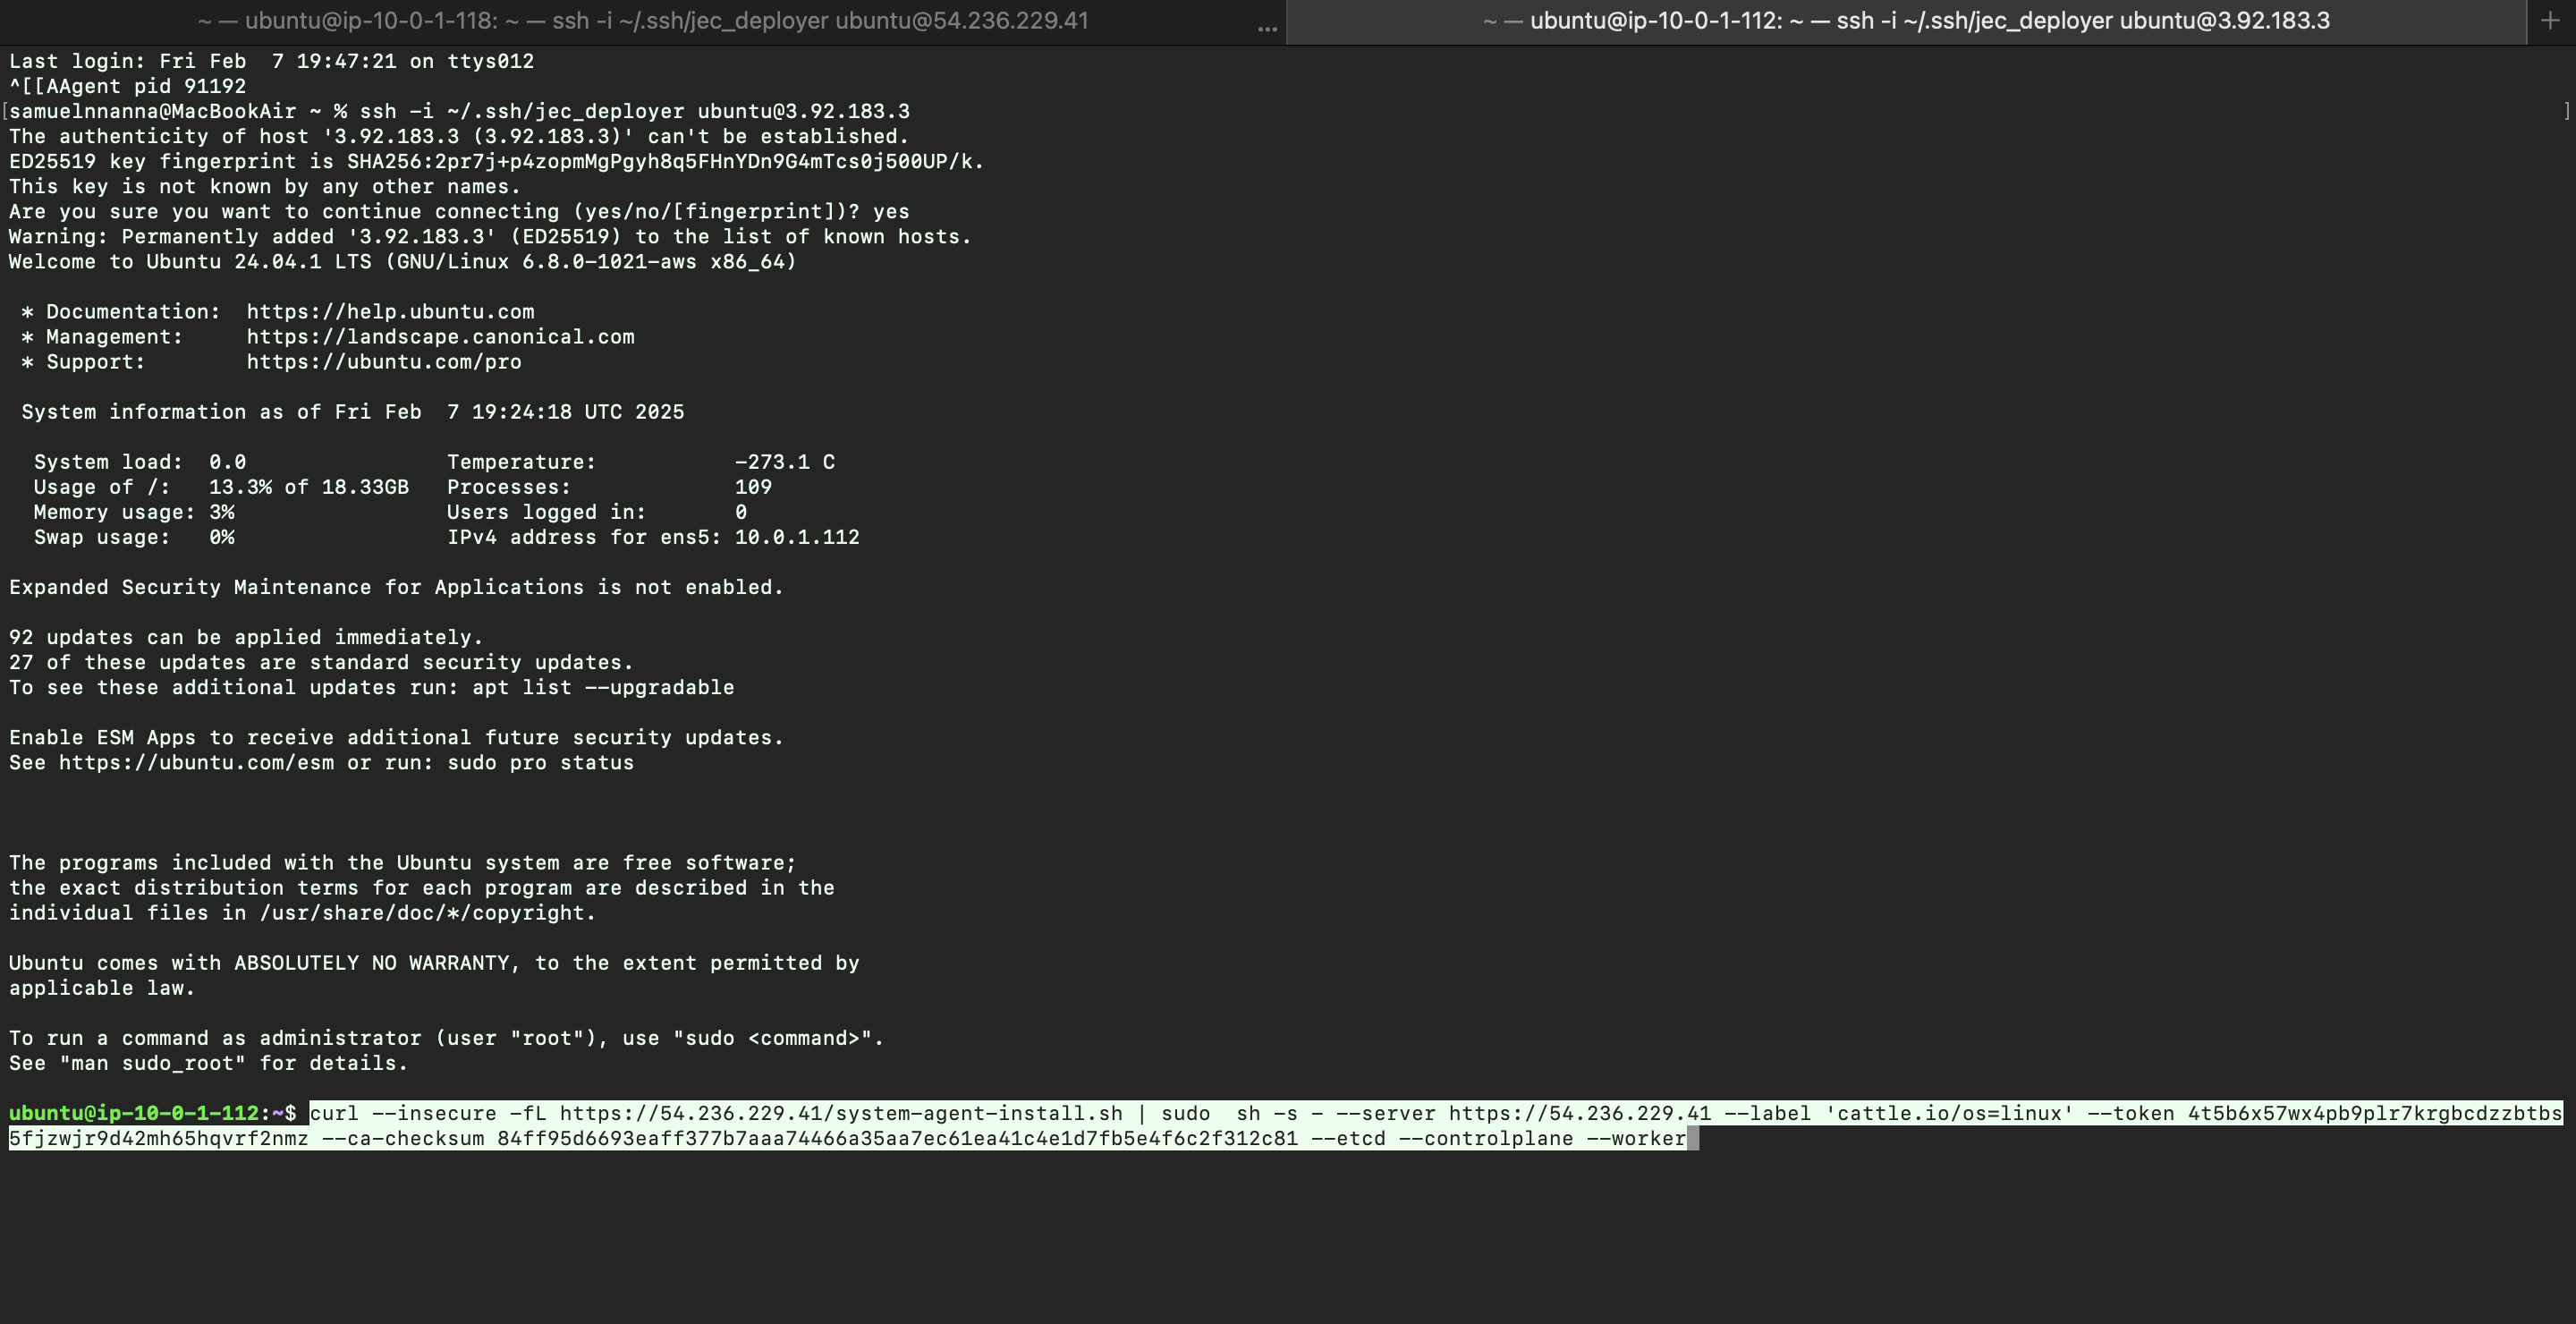 ~ — ubuntu@ip-10-0-1-118: ~ — ssh -i ~/.ssh/jec_deployer ubuntu@54.236.229.41 ...
~ — ubuntu@ip-10-0-1-112: ~ — ssh -i ~/.ssh/jec_deployer ubuntu@3.92.183.3 +
Last login: Fri Feb  7 19:47:21 on ttys012
^[[AAgent pid 91192
[samuelnnanna@MacBookAir ~ % ssh -i ~/.ssh/jec_deployer ubuntu@3.92.183.3 ]
The authenticity of host '3.92.183.3 (3.92.183.3)' can't be established.
ED25519 key fingerprint is SHA256:2pr7j+p4zopmMgPgyh8q5FHnYDn9G4mTcs0j500UP/k.
This key is not known by any other names.
Are you sure you want to continue connecting (yes/no/[fingerprint])? yes
Warning: Permanently added '3.92.183.3' (ED25519) to the list of known hosts.
Welcome to Ubuntu 24.04.1 LTS (GNU/Linux 6.8.0-1021-aws x86_64)

 * Documentation:  https://help.ubuntu.com
 * Management:     https://landscape.canonical.com
 * Support:        https://ubuntu.com/pro

 System information as of Fri Feb  7 19:24:18 UTC 2025

  System load:  0.0                Temperature:           -273.1 C
  Usage of /:   13.3% of 18.33GB   Processes:             109
  Memory usage: 3%                 Users logged in:       0
  Swap usage:   0%                 IPv4 address for ens5: 10.0.1.112

Expanded Security Maintenance for Applications is not enabled.

92 updates can be applied immediately.
27 of these updates are standard security updates.
To see these additional updates run: apt list --upgradable

Enable ESM Apps to receive additional future security updates.
See https://ubuntu.com/esm or run: sudo pro status

The programs included with the Ubuntu system are free software;
the exact distribution terms for each program are described in the
individual files in /usr/share/doc/*/copyright.

Ubuntu comes with ABSOLUTELY NO WARRANTY, to the extent permitted by
applicable law.

To run a command as administrator (user "root"), use "sudo <command>".
See "man sudo_root" for details.

ubuntu@ip-10-0-1-112:~$ curl --insecure -fL https://54.236.229.41/system-agent-install.sh | sudo  sh -s - --server https://54.236.229.41 --label 'cattle.io/os=linux' --token 4t5b6x57wx4pb9plr7krgbcdzzbtbs
5fjzwjr9d42mh65hqvrf2nmz --ca-checksum 84ff95d6693eaff377b7aaa74466a35aa7ec61ea41c4e1d7fb5e4f6c2f312c81 --etcd --controlplane --worker